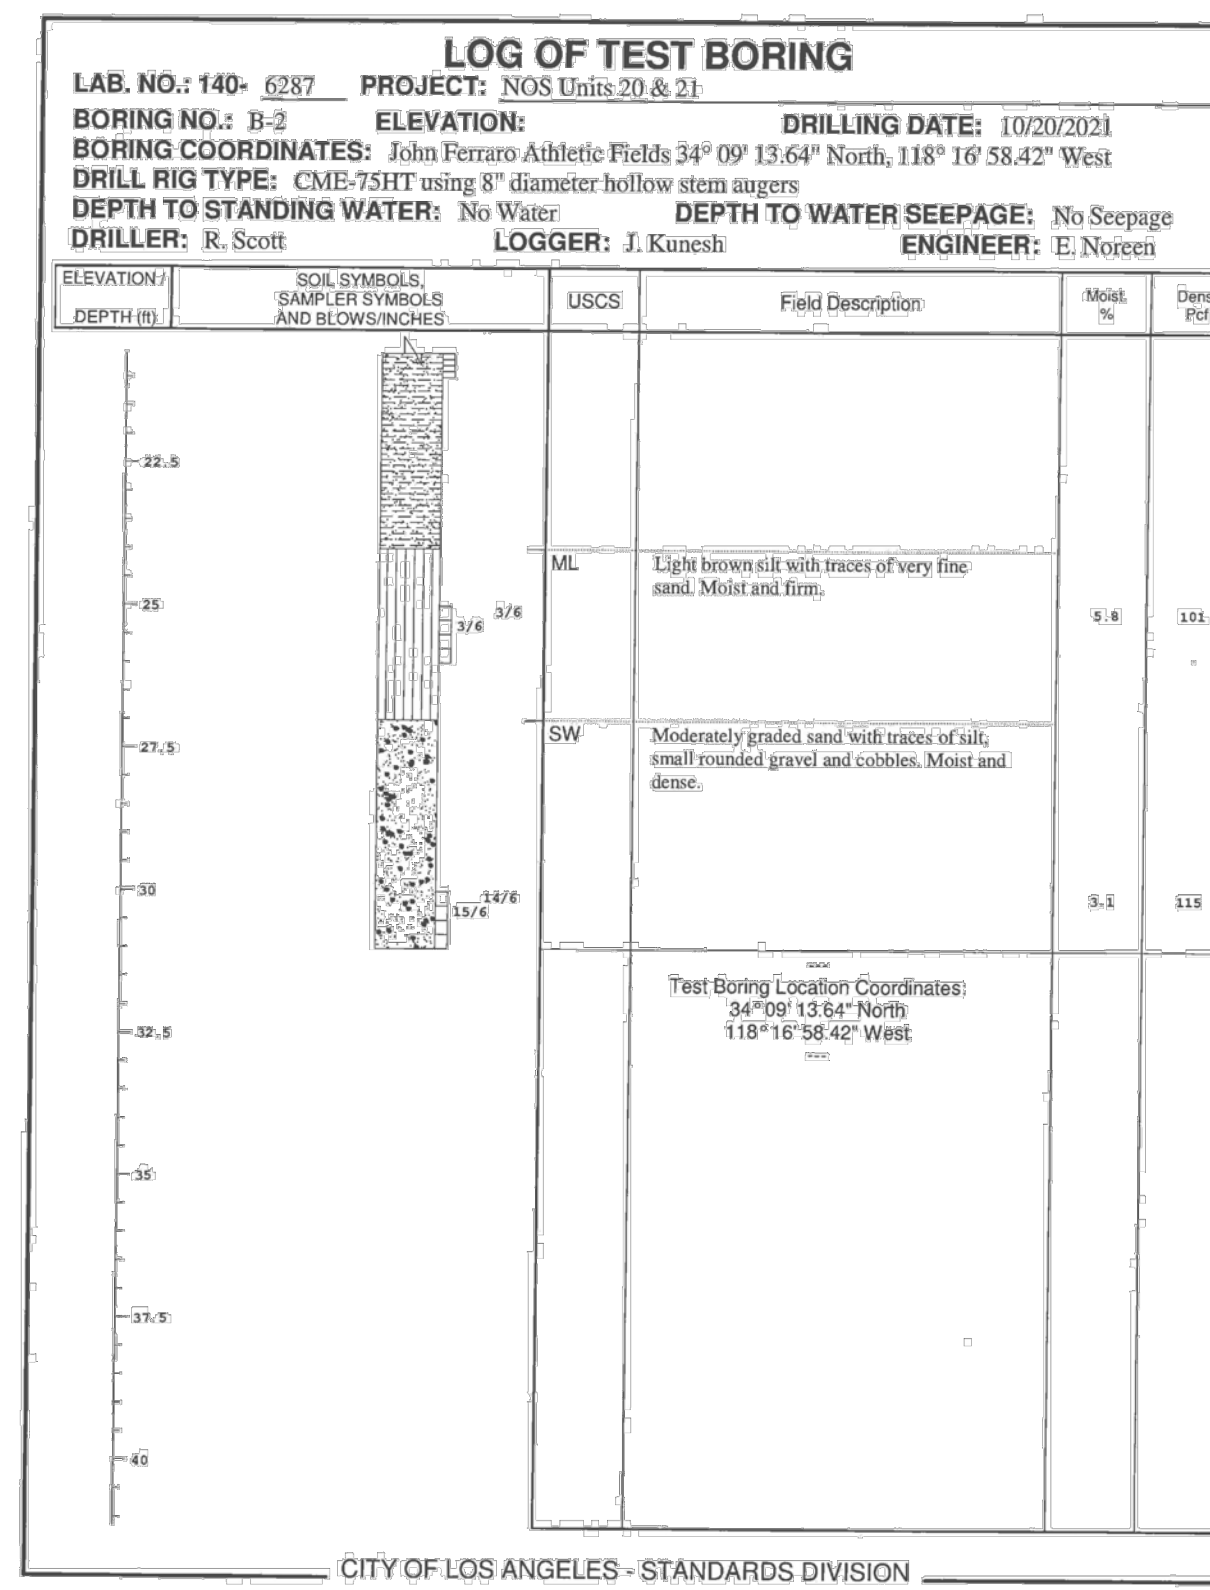 LOG OF TEST BORING
LAB. NO.: 140- 6287 PROJECT: NOS Units 20 & 21
BORING NO.: B-2 ELEVATION: DRILLING DATE: 10/20/2021
BORING COORDINATES: John Ferraro Athletic Fields 34° 09' 13.64" North, 118° 16' 58.42" West
DRILL RIG TYPE: CME-75HT using 8" diameter hollow stem augers
DEPTH TO STANDING WATER: No Water DEPTH TO WATER SEEPAGE: No Seepage
DRILLER: R. Scott LOGGER: J. Kunesh ENGINEER: E. Noreen
ELEVATION /
DEPTH (ft)
SOIL SYMBOLS,
SAMPLER SYMBOLS
AND BLOWS/INCHES
USCS
Field Description
Moist.
%
Dens
Pcf
22.5
ML Light brown silt with traces of very fine
sand. Moist and firm.
25 3/6 3/6 5.8 101
SW Moderately graded sand with traces of silt,
27.5 small rounded gravel and cobbles. Moist and
dense.
30 14/6 15/6 3.1 115
---
Test Boring Location Coordinates:
34° 09' 13.64" North
32.5 118° 16' 58.42" West
---
35
37.5
40
CITY OF LOS ANGELES - STANDARDS DIVISION